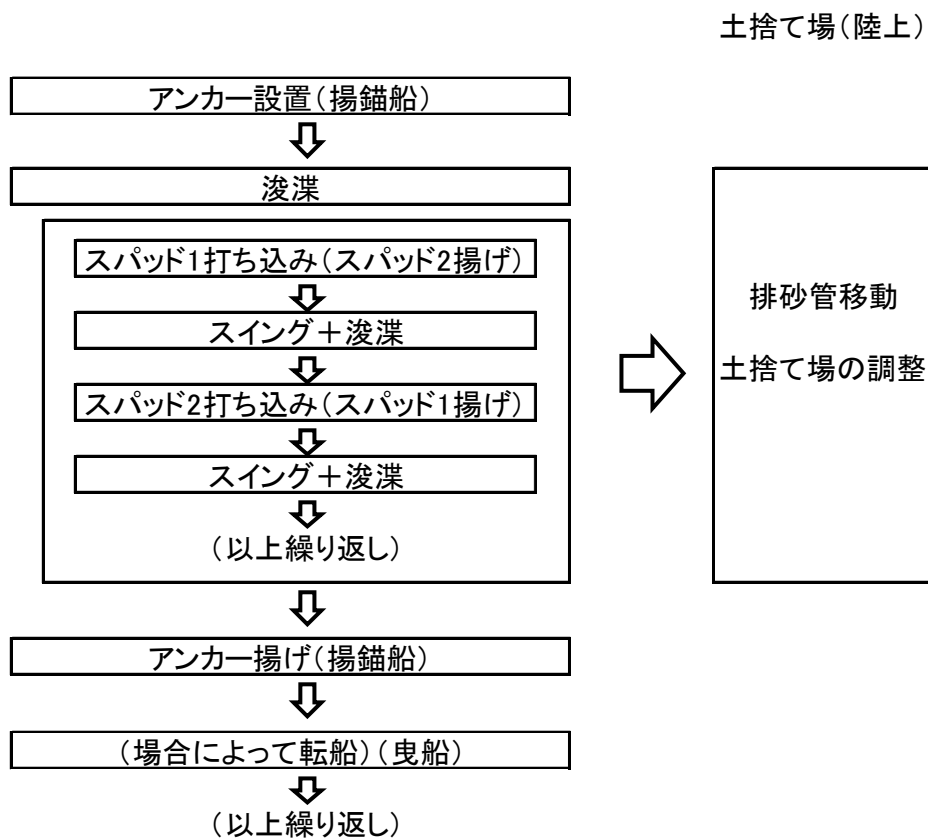 土捨て場(陸上)
アンカー設置(揚錨船)
浚渫
スパッド1打ち込み(スパッド2揚げ)
スイング+浚渫
スパッド2打ち込み(スパッド1揚げ)
スイング+浚渫
(以上繰り返し)
排砂管移動
土捨て場の調整
アンカー揚げ(揚錨船)
(場合によって転船)(曳船)
(以上繰り返し)